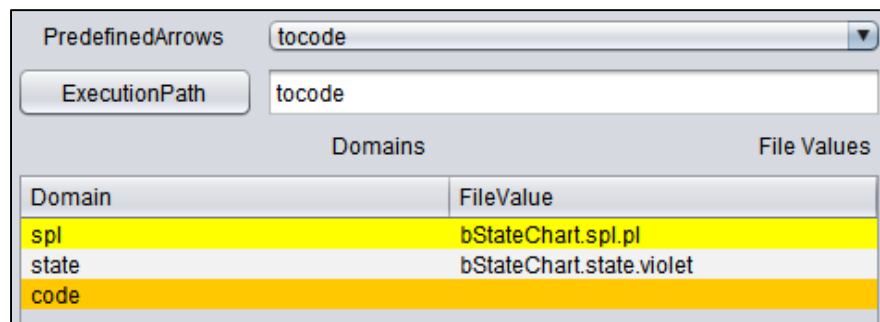 PredefinedArrows tocode
ExecutionPath tocode
Domains File Values
Domain FileValue
spl bStateChart.spl.pl
state bStateChart.state.violet
code